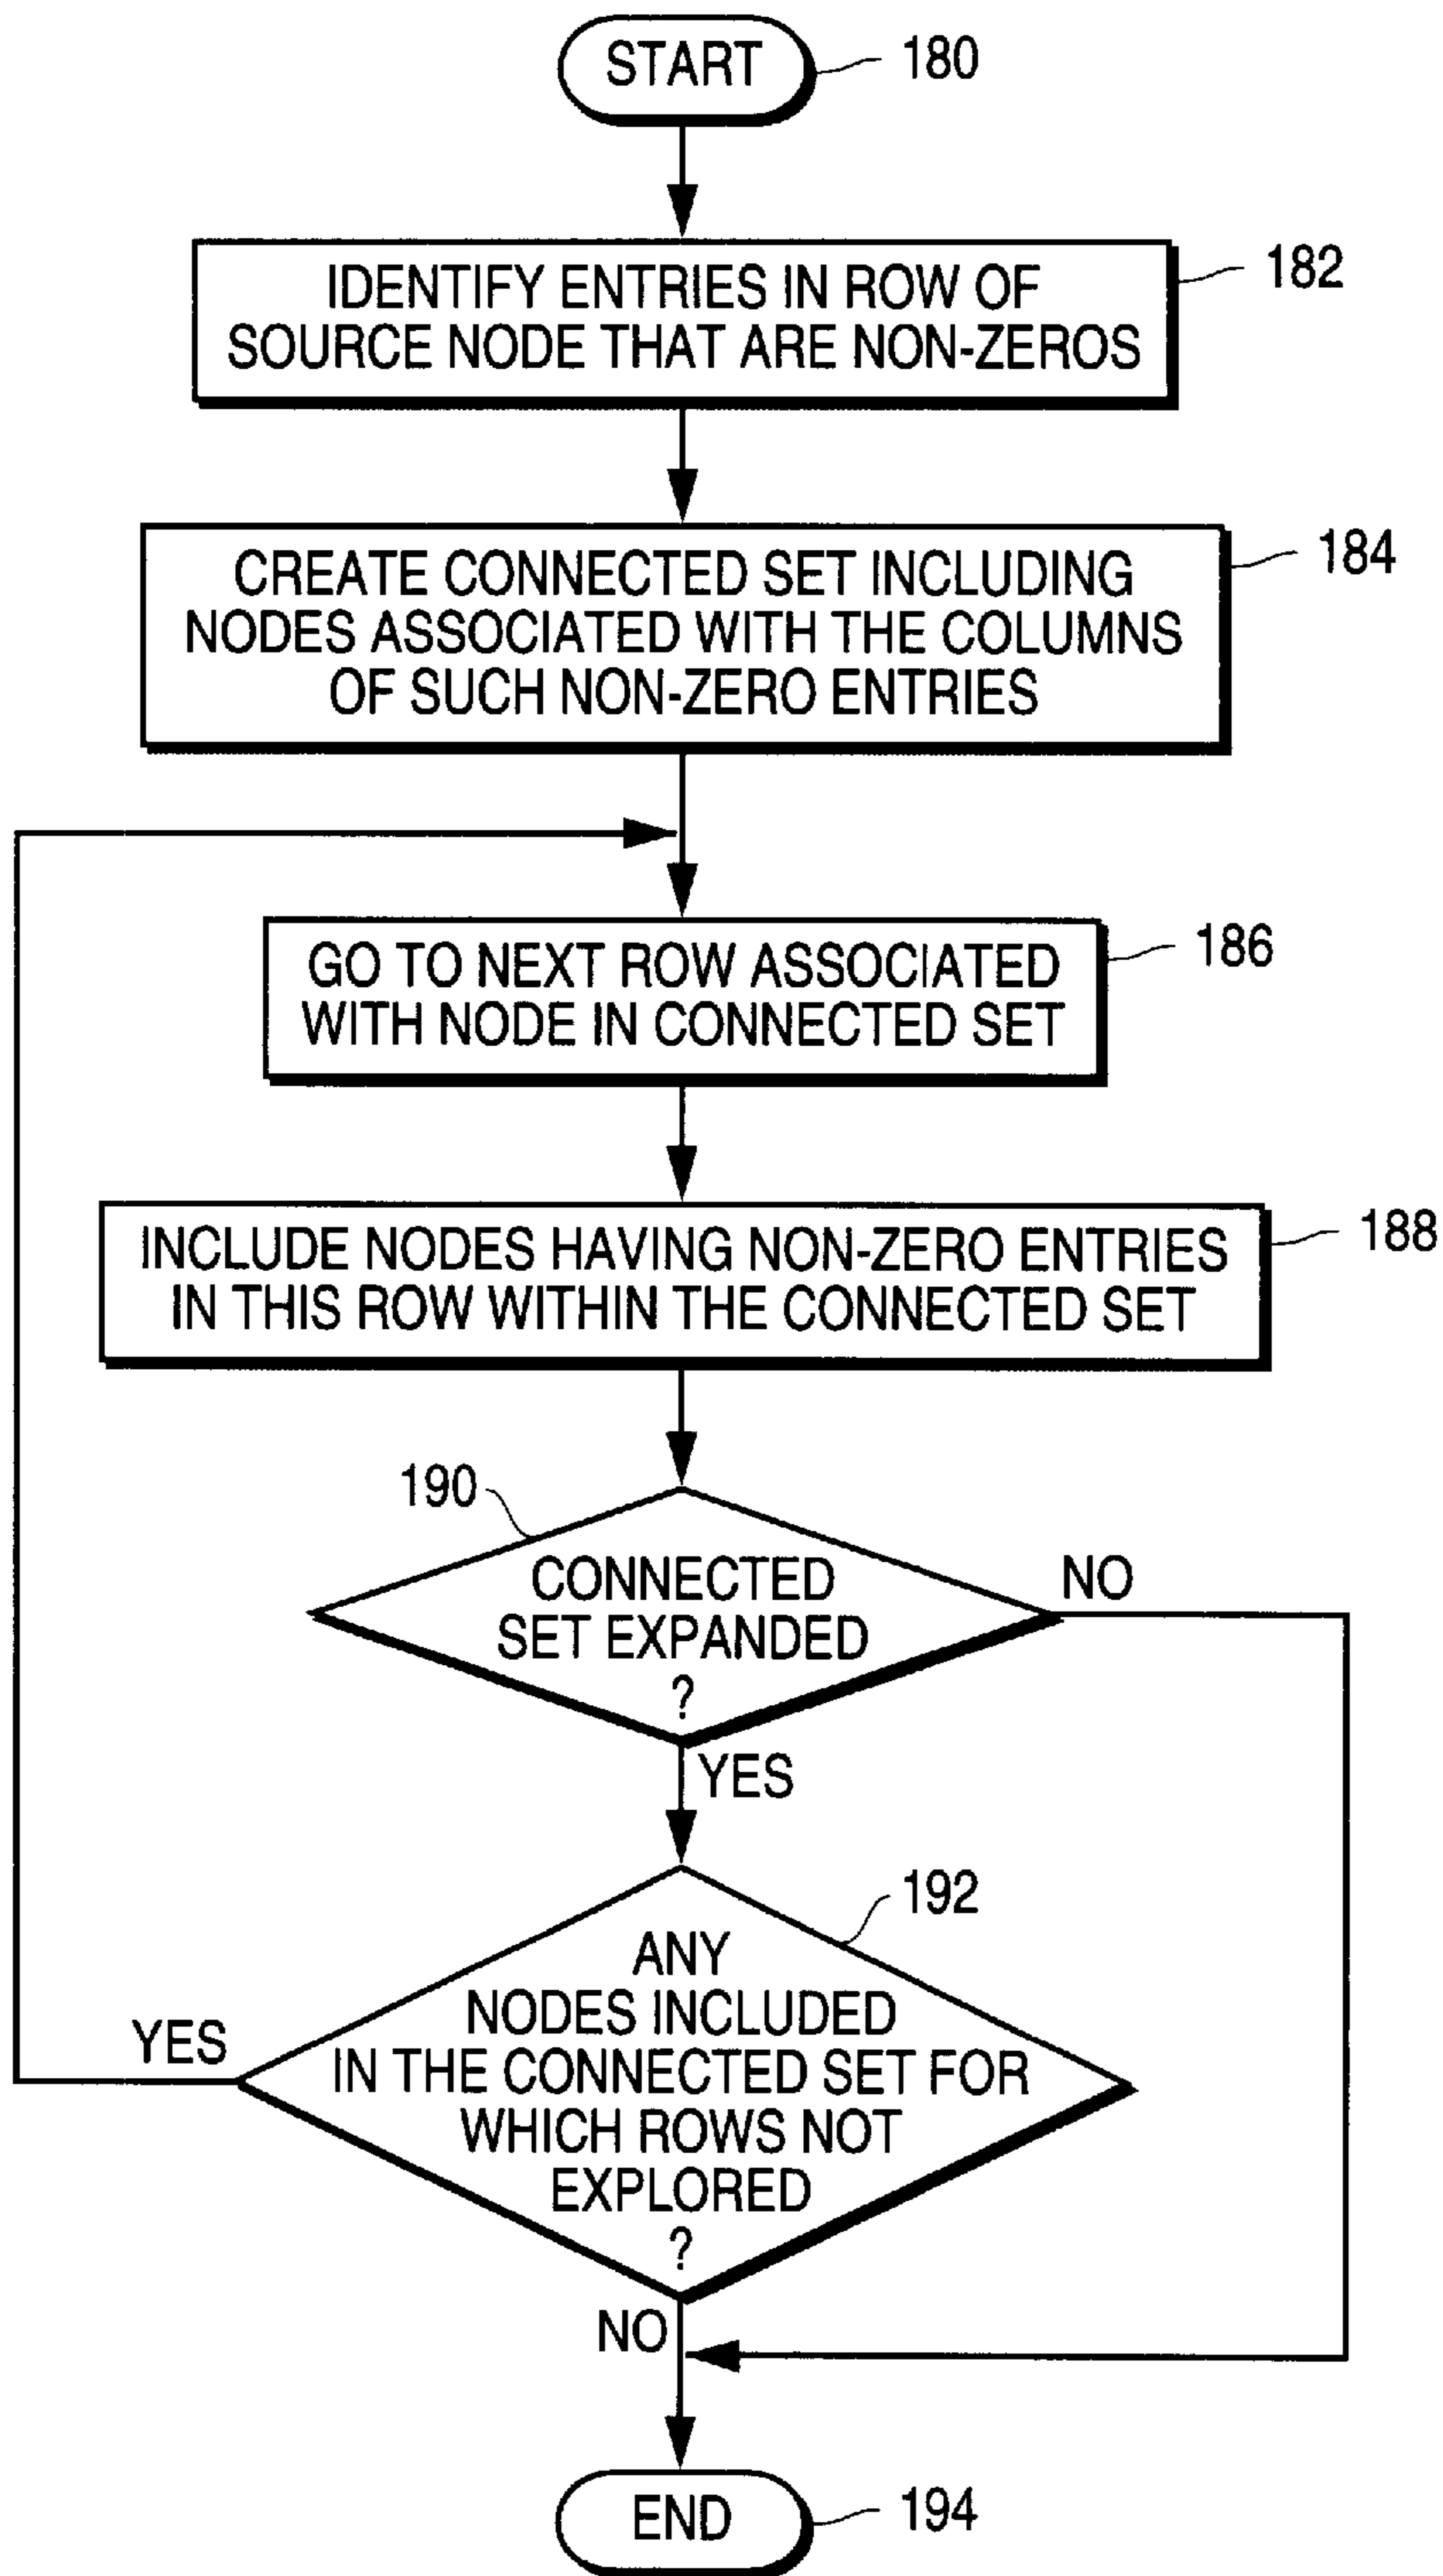 START
180
IDENTIFY ENTRIES IN ROW OF
SOURCE NODE THAT ARE NON-ZEROS
182
CREATE CONNECTED SET INCLUDING
NODES ASSOCIATED WITH THE COLUMNS
OF SUCH NON-ZERO ENTRIES
184
GO TO NEXT ROW ASSOCIATED
WITH NODE IN CONNECTED SET
186
INCLUDE NODES HAVING NON-ZERO ENTRIES
IN THIS ROW WITHIN THE CONNECTED SET
188
190
CONNECTED
SET EXPANDED
?
NO
YES
192
ANY
NODES INCLUDED
IN THE CONNECTED SET FOR
WHICH ROWS NOT
EXPLORED
?
YES
NO
END
194